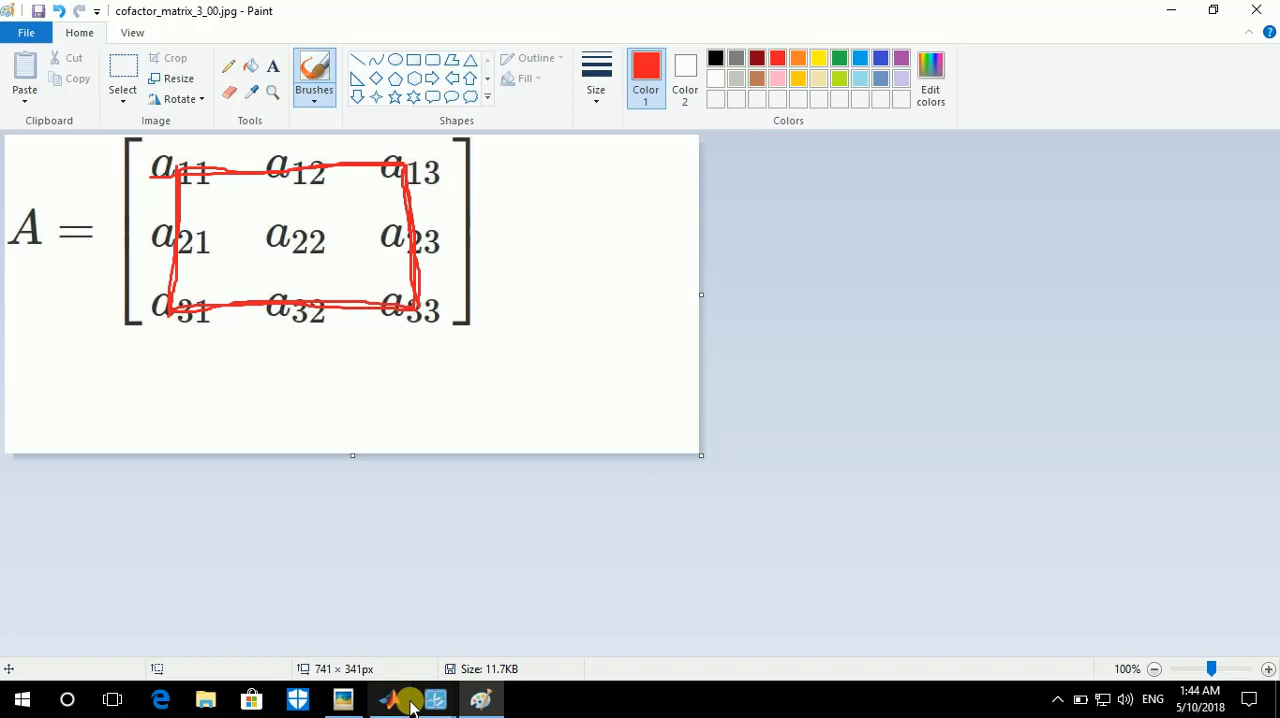 cofactor_matrix_3_00.jpg - Paint
File Home View
Paste Cut Copy Select Crop Resize Rotate A Brushes Outline Fill Size Color 1 Color 2 Edit colors
Clipboard Image Tools Shapes Colors
a11 a12 a13
A = a21 a22 a23
a31 a32 a33
741 × 341px Size: 11.7KB 100%
ENG 1:44 AM
5/10/2018